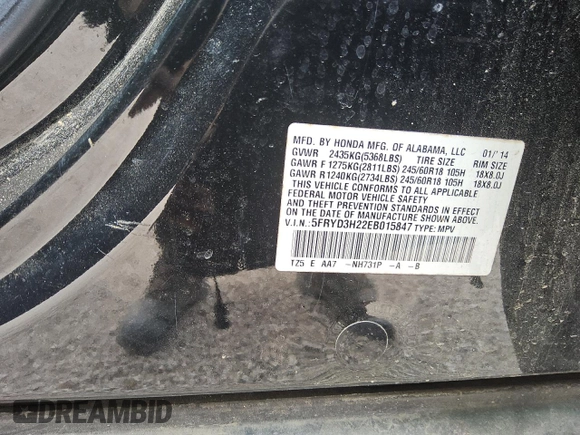 MFD. BY HONDA MFG. OF ALABAMA, LLC 01/'14
GVWR 2435KG(5368LBS) TIRE SIZE RIM SIZE
GAWR F 1275KG(2811LBS) 245/60R18 105H 18X8.0J
GAWR R1240KG(2734LBS) 245/60R18 105H 18X8.0J
THIS VEHICLE CONFORMS TO ALL APPLICABLE
FEDERAL MOTOR VEHICLE SAFETY
AND THEFT PREVENTION STANDARDS IN EFFECT
ON THE DATE OF MANUFACTURE SHOWN ABOVE.
V.I.N.: 5FRYD3H22EB015847 TYPE: MPV
TZ5 E AA7 -NH731P -A -B
DREAMBID